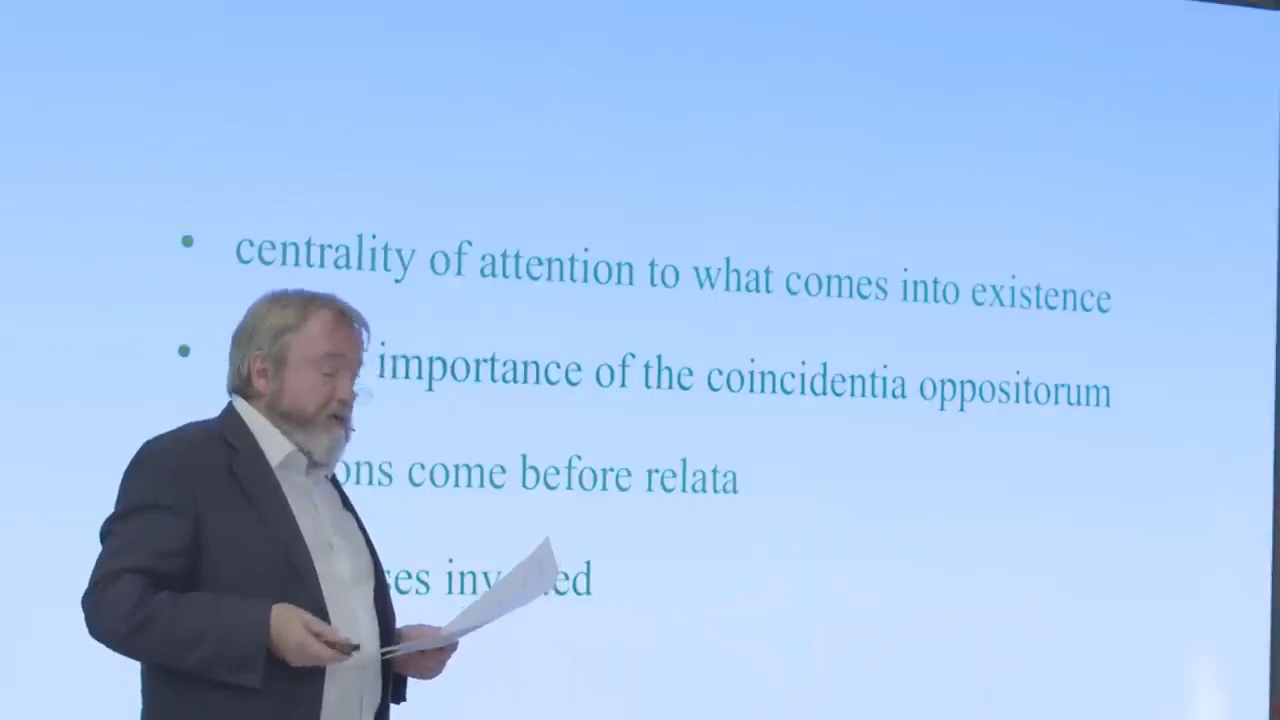 • centrality of attention to what comes into existence
• importance of the coincidentia oppositorum
come before relata